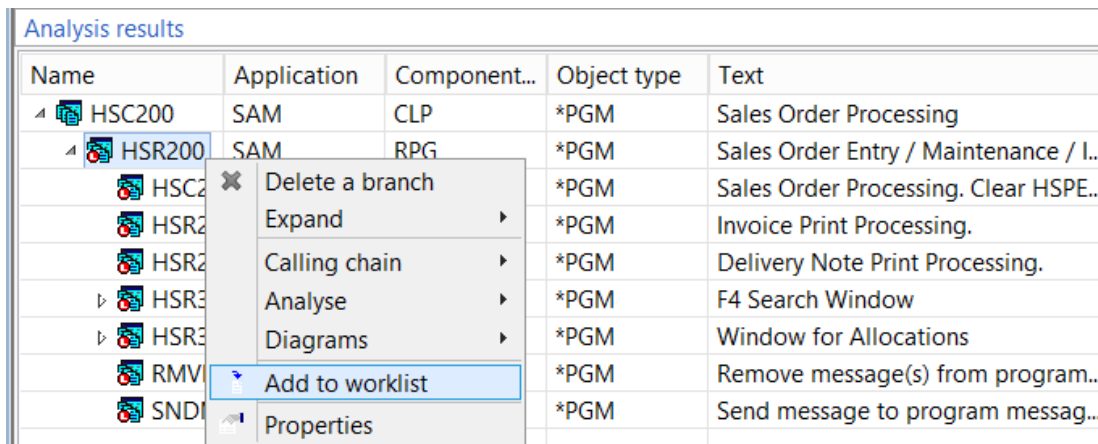 Analysis results
Name Application Component... Object type Text
HSC200 SAM CLP *PGM Sales Order Processing
HSR200 SAM RPG *PGM Sales Order Entry / Maintenance / I...
Delete a branch *PGM Sales Order Processing. Clear HSPE...
Expand *PGM Invoice Print Processing.
Calling chain *PGM Delivery Note Print Processing.
Analyse *PGM F4 Search Window
Diagrams *PGM Window for Allocations
Add to worklist *PGM Remove message(s) from program...
Properties *PGM Send message to program messag...